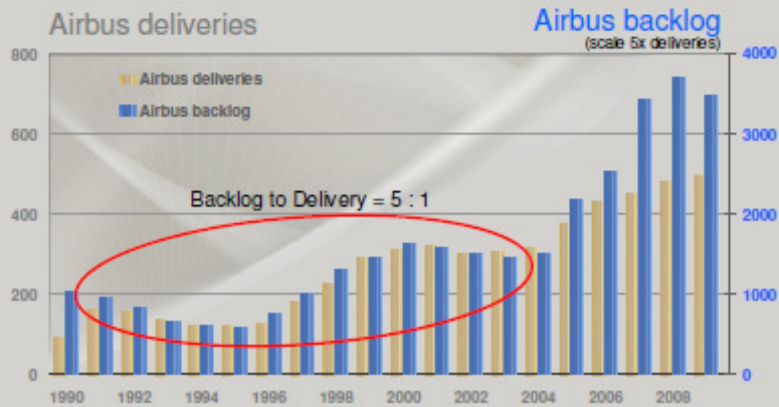 Airbus deliveries
Airbus backlog
(scale 5x deliveries)
800
4000
Airbus deliveries
Airbus backlog
600
3000
Backlog to Delivery = 5 : 1
400
2000
200
1000
0
0
1990 1992 1994 1996 1998 2000 2002 2004 2006 2008